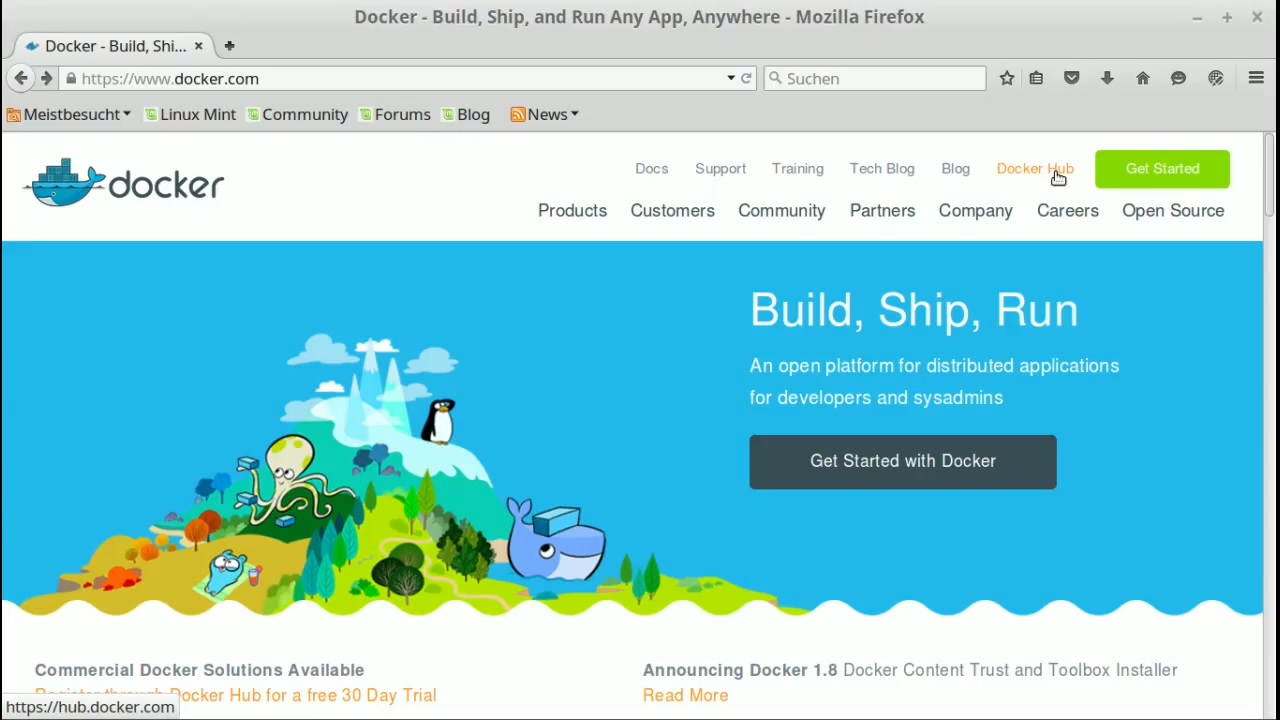 Docker - Build, Ship, and Run Any App, Anywhere - Mozilla Firefox
Docker - Build, Shi...
https://www.docker.com
Suchen
Meistbesucht Linux Mint Community Forums Blog News
docker
Docs Support Training Tech Blog Blog Docker Hub Get Started
Products Customers Community Partners Company Careers Open Source
Build, Ship, Run
An open platform for distributed applications
for developers and sysadmins
Get Started with Docker
Commercial Docker Solutions Available
Register through Docker Hub for a free 30 Day Trial
Announcing Docker 1.8 Docker Content Trust and Toolbox Installer
Read More
https://hub.docker.com